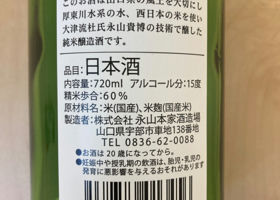 このお酒は山口県の風土を大切にし
厚東川水系の水、西日本の米を使い
大津流杜氏永山貴博の技術で醸した
純米醸造酒です。
品目:日本酒
内容量:720ml アルコール分:15度
精米歩合:60%
原材料名:米(国産)、米麹(国産)
製造者:株式会社 永山本家酒造場
山口県宇部市車地138番
TEL 0836-62-0088
●お酒は20歳になってから。
●妊娠中や授乳期の飲酒は、胎児・乳児の
発育に悪影響を与えるおそれがあります